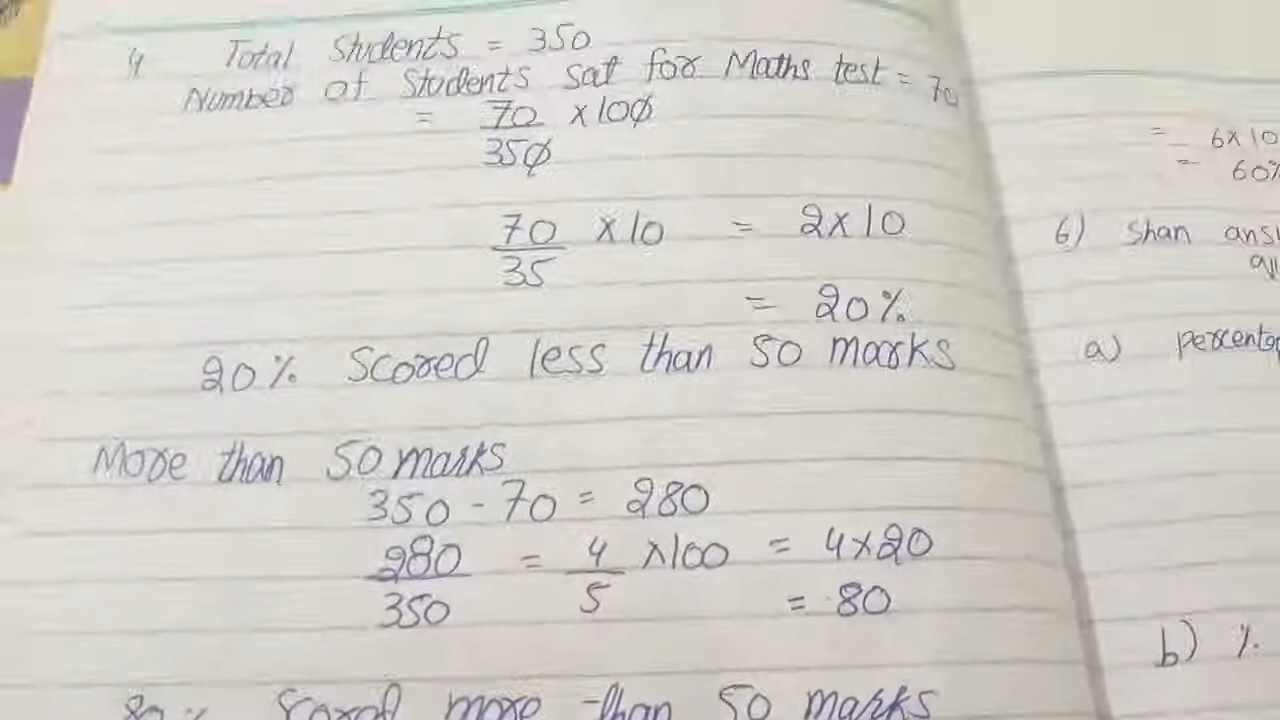 4 Total Students = 350
Number of Students sat for Maths test = 70
= 70/350 x 100
70/35 x 10 = 2 x 10
= 20%
20% Scored less than 50 marks
More than 50 marks
350 - 70 = 280
280/350 = 4/5 x 100 = 4 x 20
= 80
80% Scored more than 50 marks
= 6 x 10
= 60%
6) Shan
a)
b) %